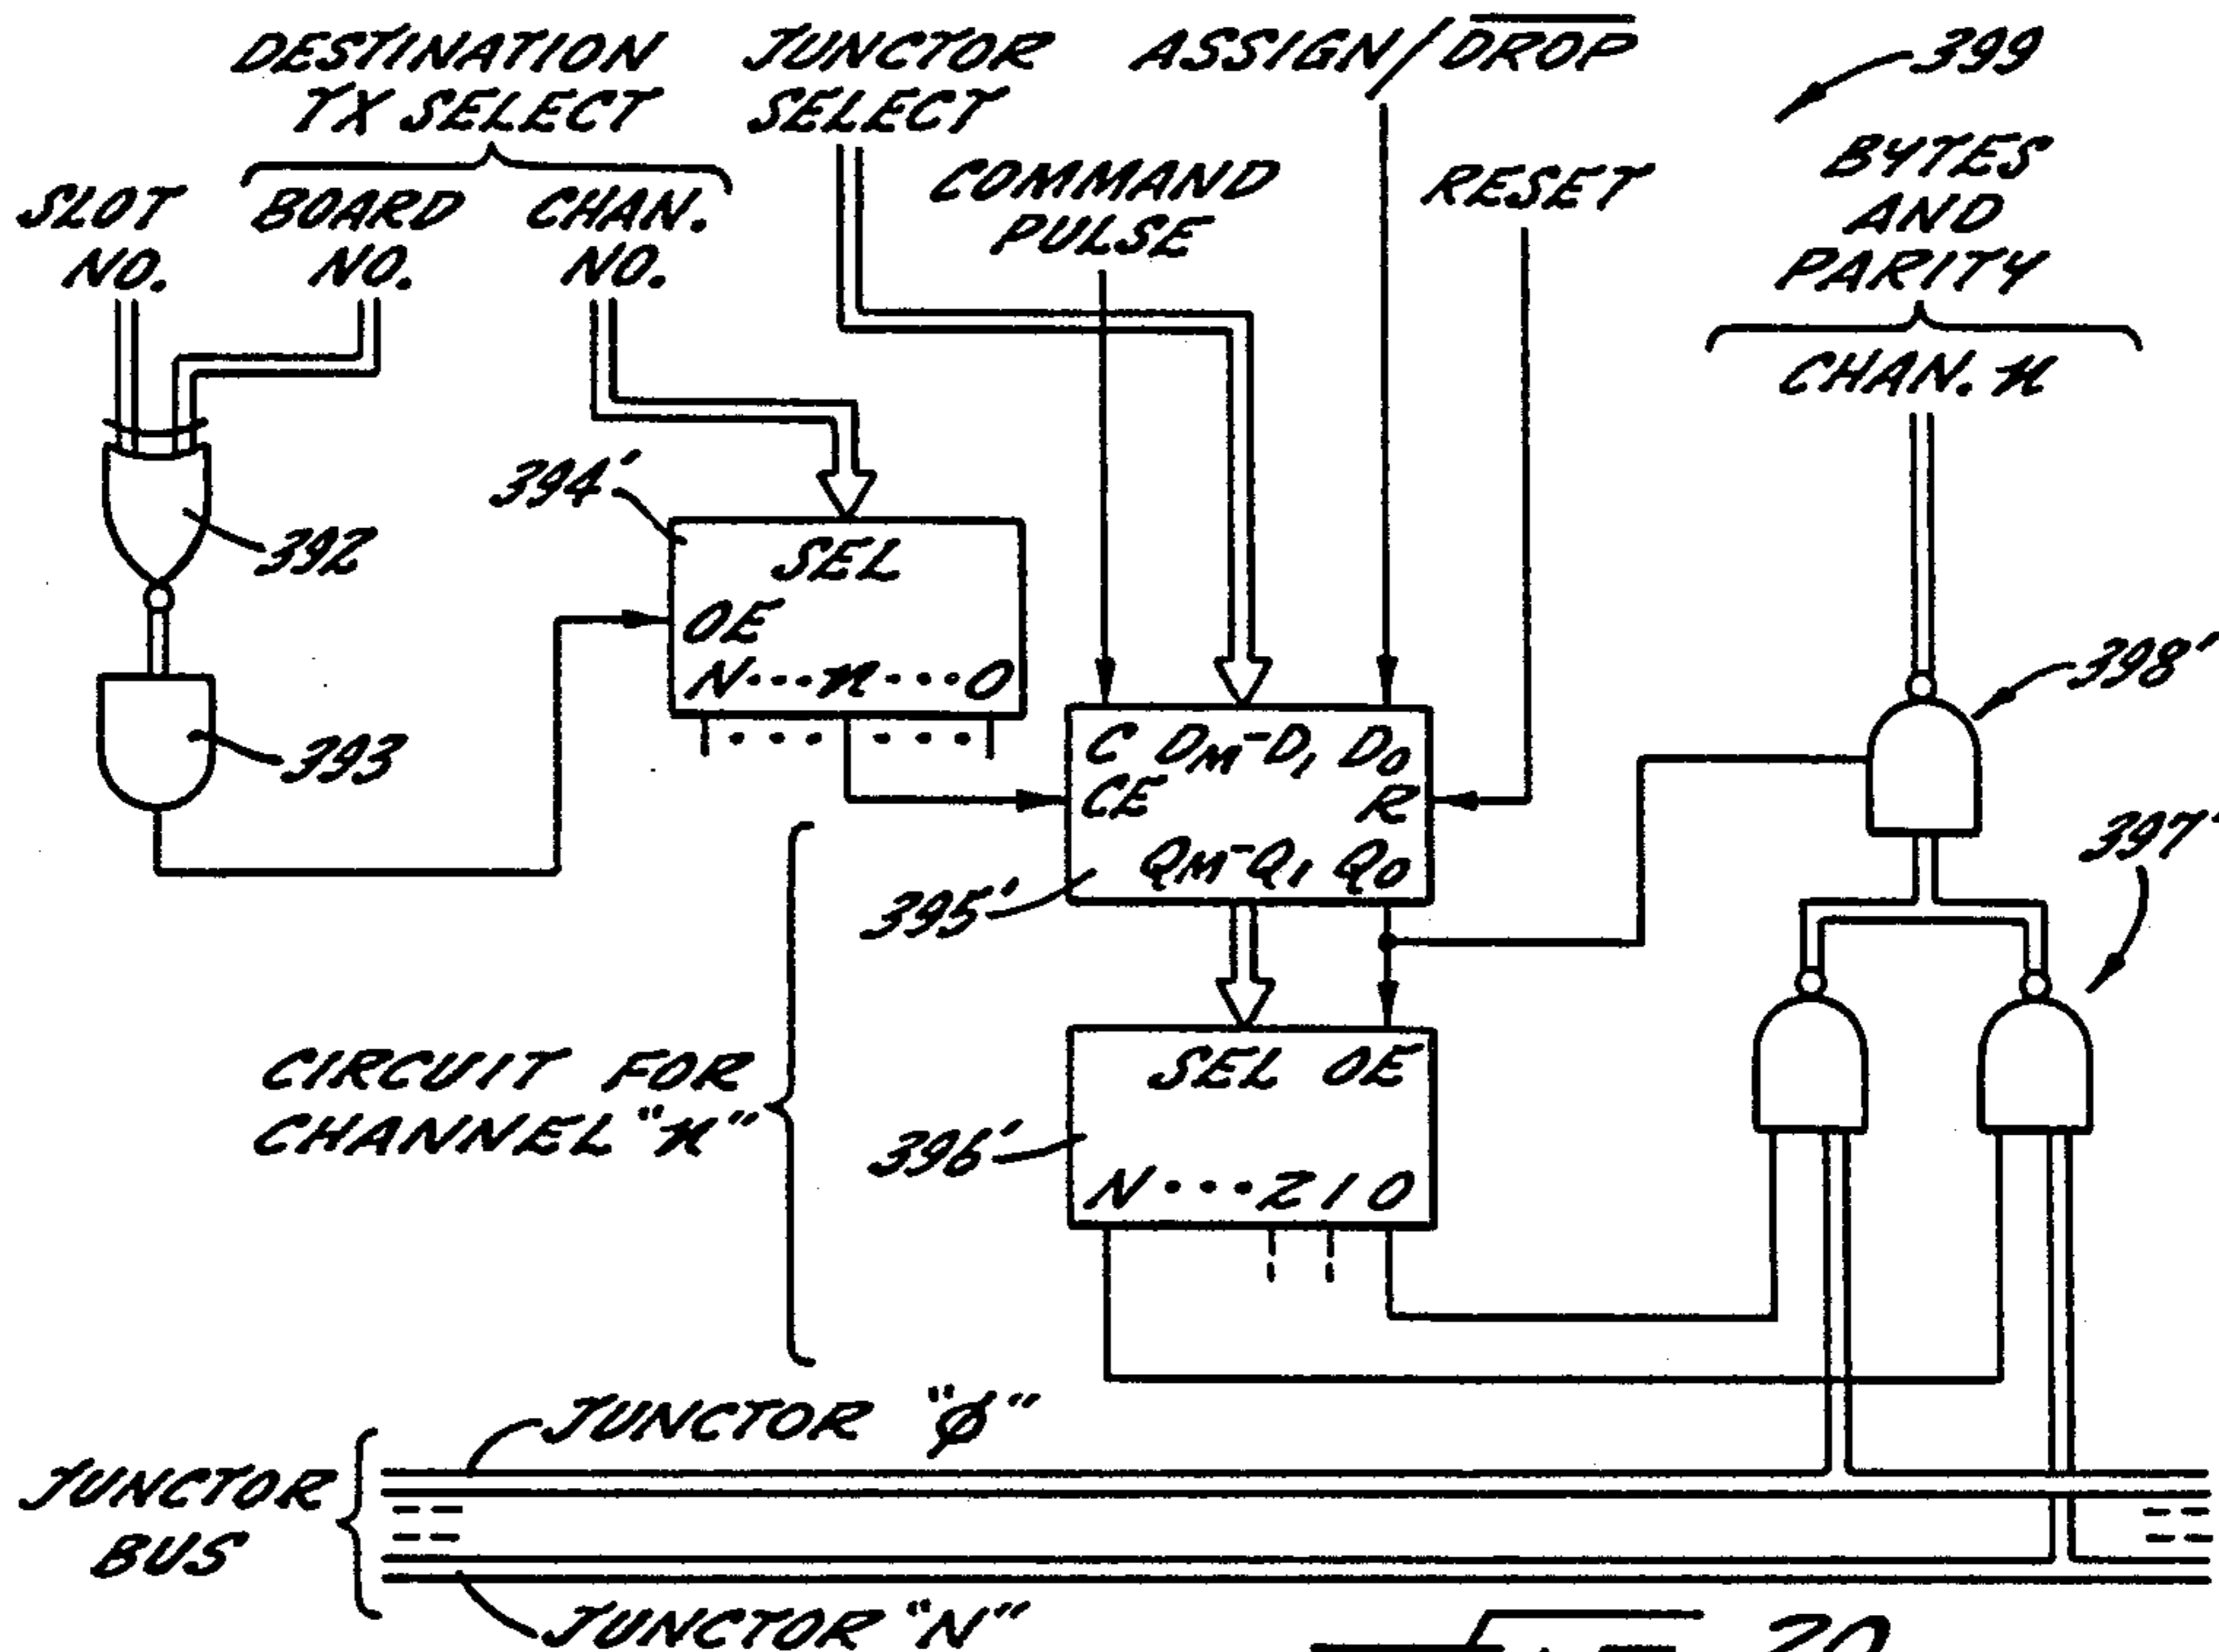 DESTINATION
TX SELECT
JUNCTOR
SELECT
ASSIGN/DROP
399
SLOT
NO.
BOARD
NO.
CHAN.
NO.
COMMAND
PULSE
RESET
BYTES
AND
PARITY
CHAN. n
392
393
394'
SEL
OE
N...n...0
C DM-D1 D0
CE R
QM-Q1 Q0
395'
398'
397'
CIRCUIT FOR
CHANNEL "n"
SEL OE
396'
N...210
JUNCTOR "φ"
JUNCTOR
BUS
JUNCTOR "N"
20